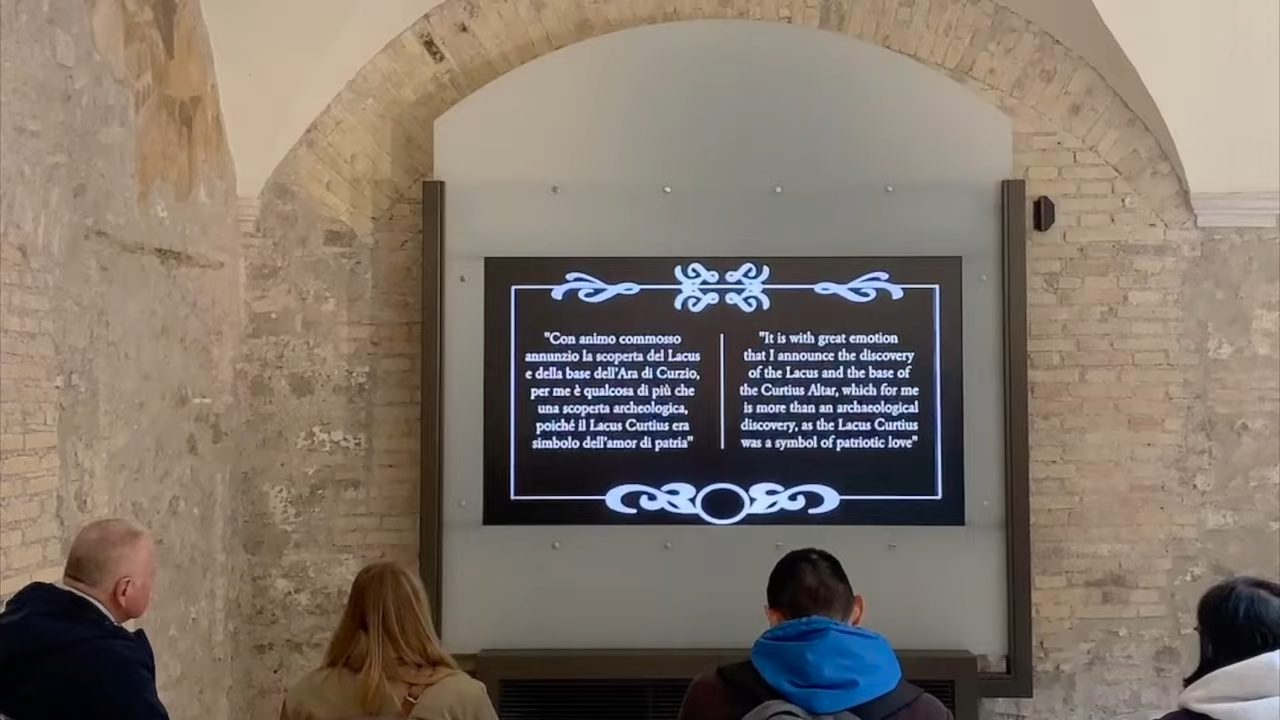 "Con animo commosso
annunzio la scoperta del Lacus
e della base dell'Ara di Curzio,
per me è qualcosa di più che
una scoperta archeologica,
poiché il Lacus Curtius era
simbolo dell'amor di patria"
"It is with great emotion
that I announce the discovery
of the Lacus and the base of
the Curtius Altar, which for me
is more than an archaeological
discovery, as the Lacus Curtius
was a symbol of patriotic love"